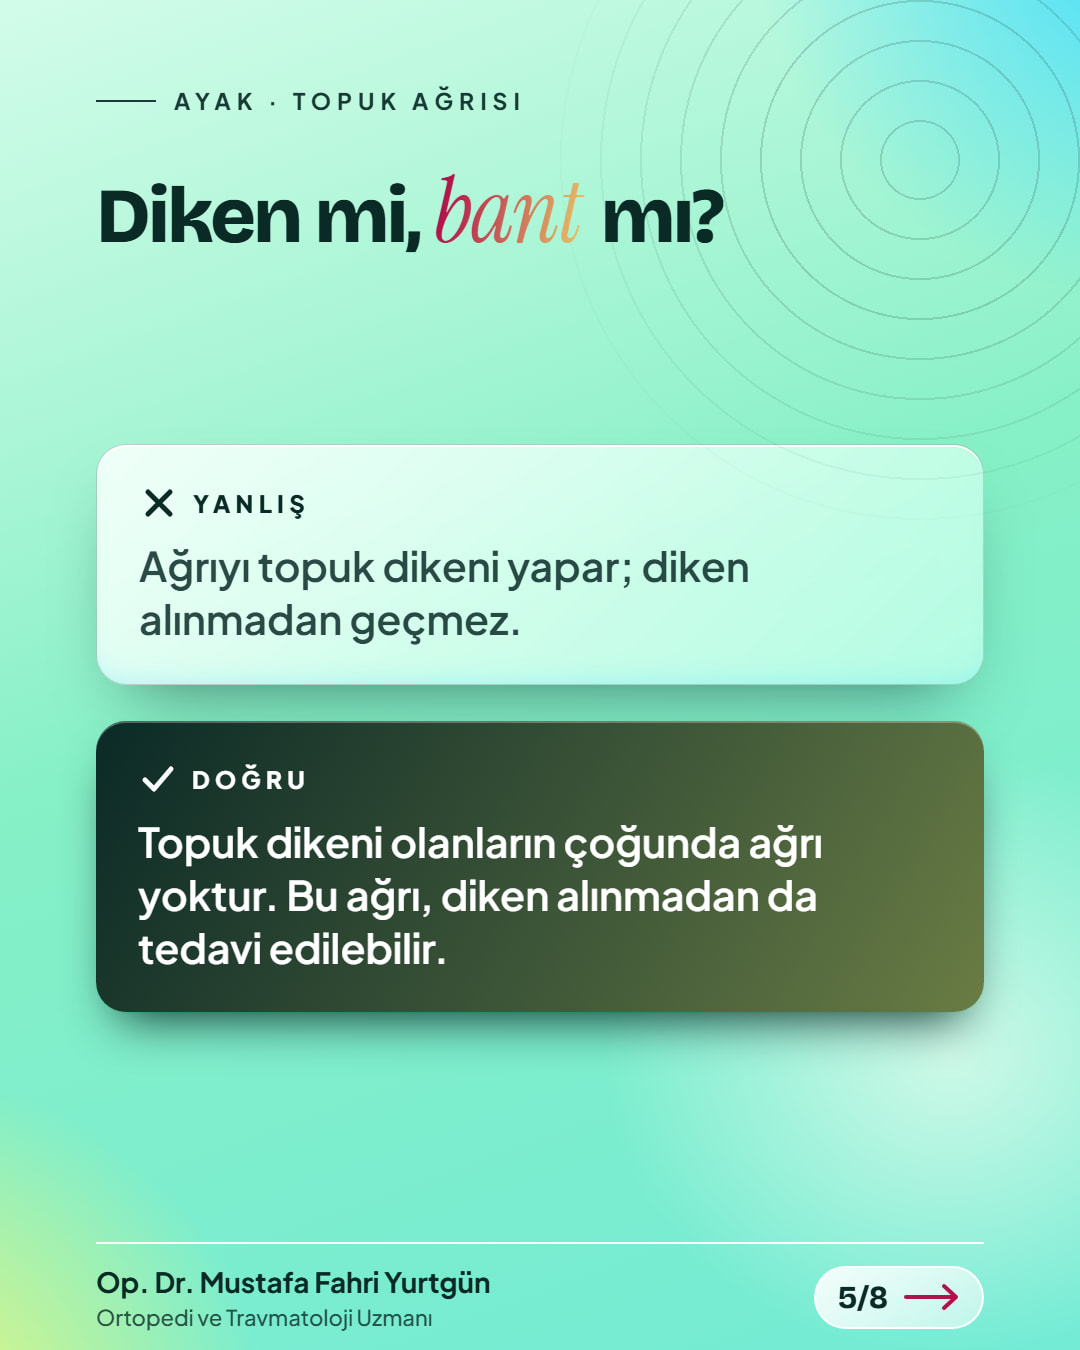 AYAK · TOPUK AĞRISI
Diken mi, bant mı?
YANLIŞ
Ağrıyı topuk dikeni yapar; diken
alınmadan geçmez.
DOĞRU
Topuk dikeni olanların çoğunda ağrı
yoktur. Bu ağrı, diken alınmadan da
tedavi edilebilir.
Op. Dr. Mustafa Fahri Yurtgün
Ortopedi ve Travmatoloji Uzmanı
5/8